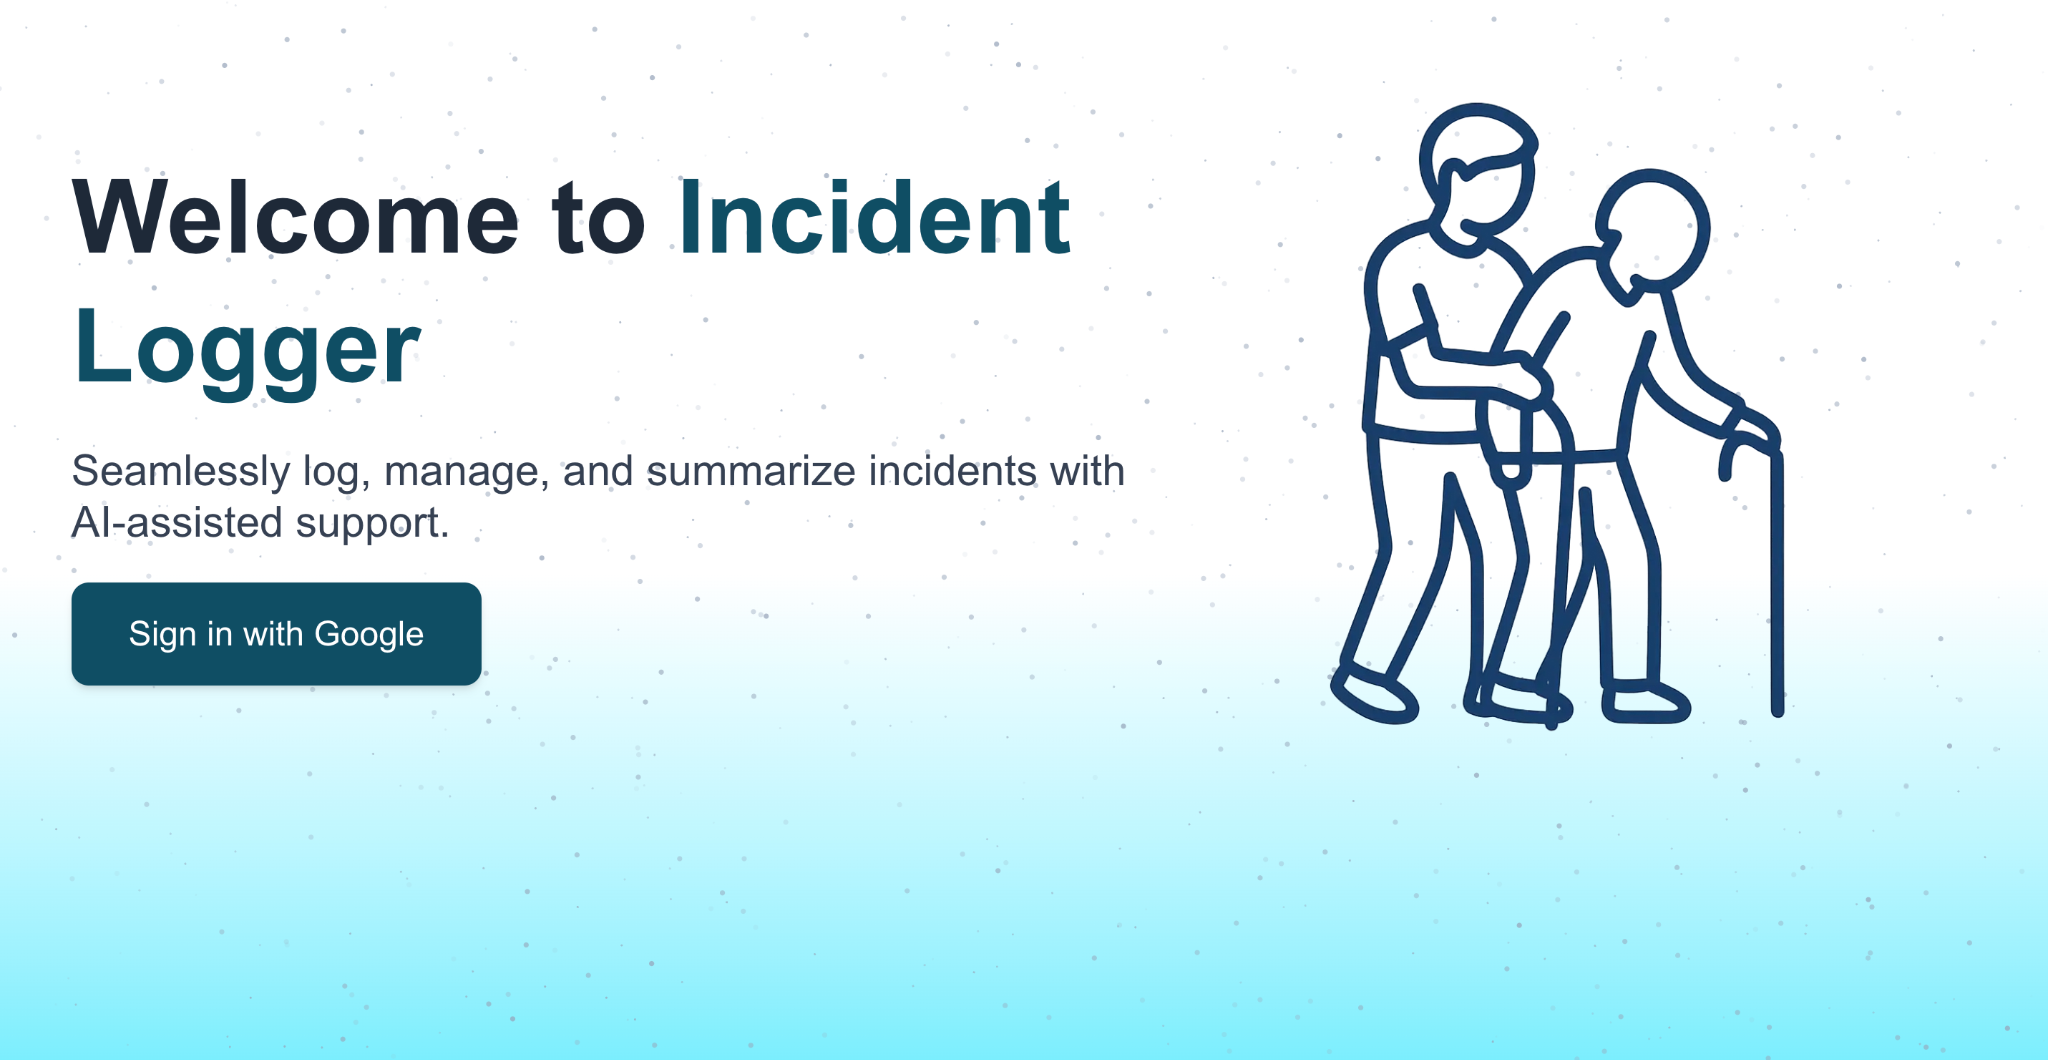 Welcome to Incident
Logger
Seamlessly log, manage, and summarize incidents with
AI-assisted support.
Sign in with Google